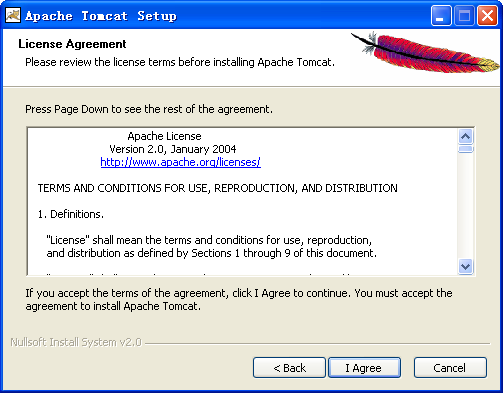 Apache Tomcat Setup
License Agreement
Please review the license terms before installing Apache Tomcat.
Press Page Down to see the rest of the agreement.
Apache License
Version 2.0, January 2004
http://www.apache.org/licenses/
TERMS AND CONDITIONS FOR USE, REPRODUCTION, AND DISTRIBUTION
1. Definitions.
"License" shall mean the terms and conditions for use, reproduction,
and distribution as defined by Sections 1 through 9 of this document.
If you accept the terms of the agreement, click I Agree to continue. You must accept the
agreement to install Apache Tomcat.
Nullsoft Install System v2.0
< Back
I Agree
Cancel